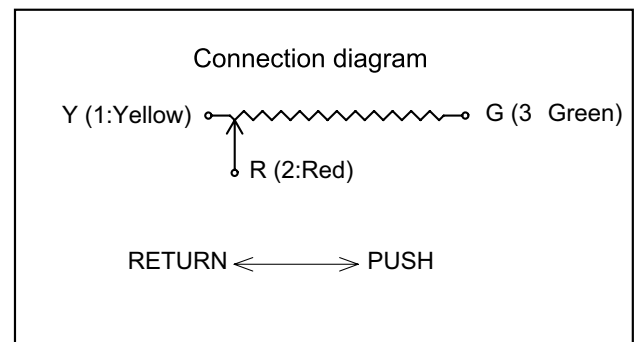 Connection diagram
Y (1:Yellow) G (3 Green)
R (2:Red)
RETURN PUSH